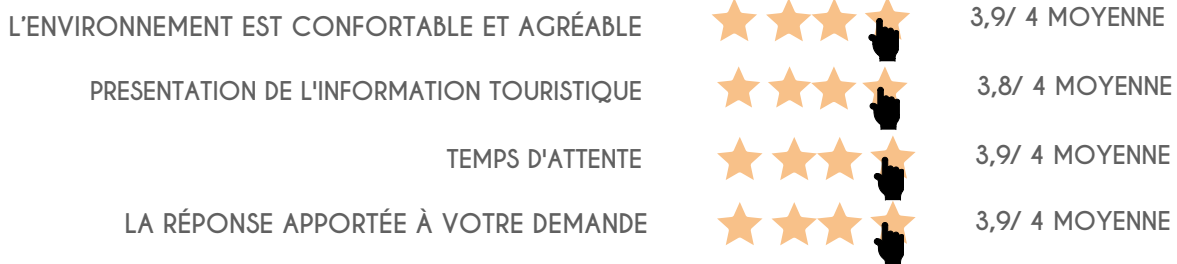 L'ENVIRONNEMENT EST CONFORTABLE ET AGRÉABLE 3,9/ 4 MOYENNE
PRESENTATION DE L'INFORMATION TOURISTIQUE 3,8/ 4 MOYENNE
TEMPS D'ATTENTE 3,9/ 4 MOYENNE
LA RÉPONSE APPORTÉE À VOTRE DEMANDE 3,9/ 4 MOYENNE